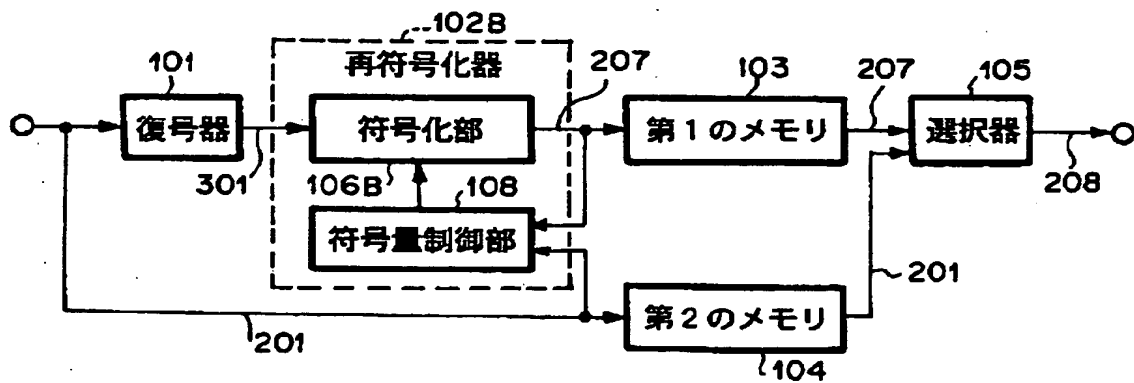 102B
再符号化器
101
復号器
301
符号化部
106B
108
符号量制御部
207
103
第1のメモリ
207
105
選択器
208
201
201
第2のメモリ
104